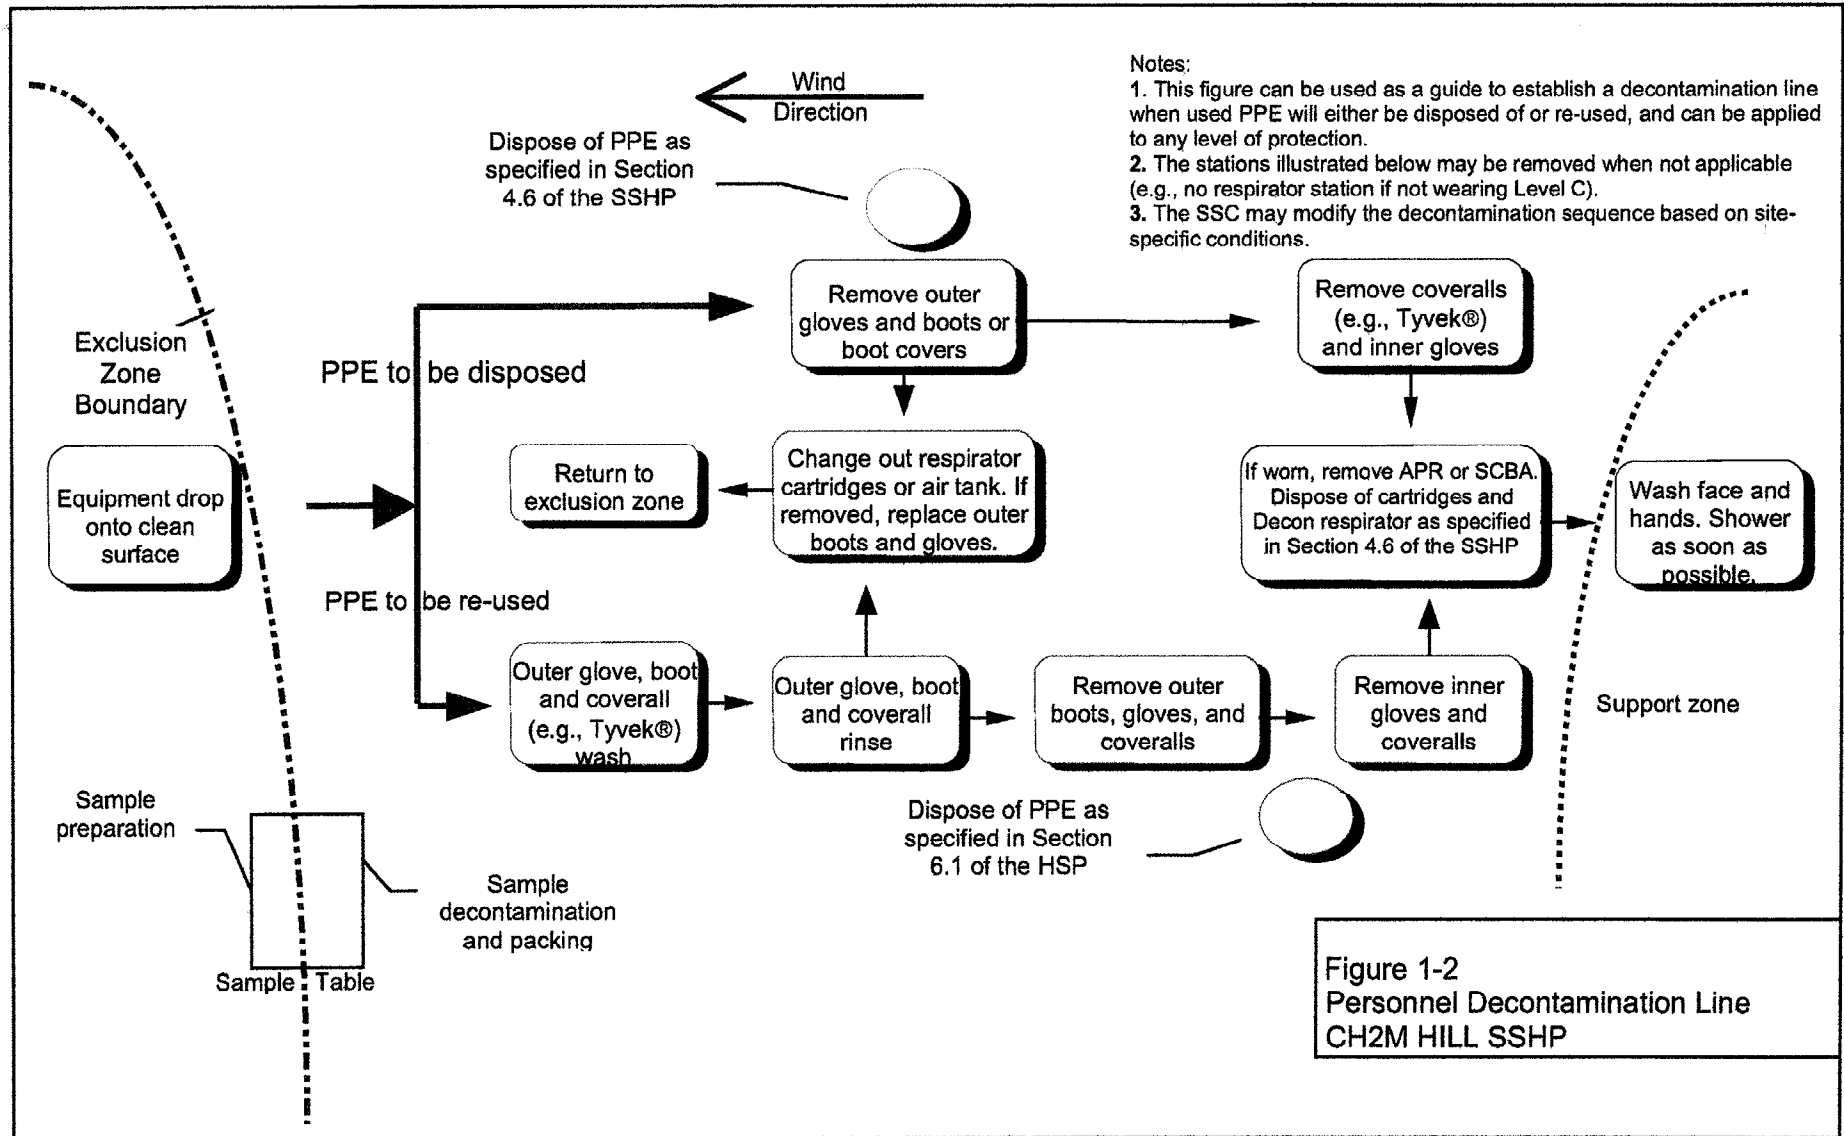 Notes:
1. This figure can be used as a guide to establish a decontamination line
when used PPE will either be disposed of or re-used, and can be applied
to any level of protection.
2. The stations illustrated below may be removed when not applicable
(e.g., no respirator station if not wearing Level C).
3. The SSC may modify the decontamination sequence based on site-
specific conditions.
Wind
Direction
Dispose of PPE as
specified in Section
4.6 of the SSHP
Exclusion
Zone
Boundary
Equipment drop
onto clean
surface
PPE to be disposed
Remove outer
gloves and boots or
boot covers
Remove coveralls
(e.g., Tyvek®)
and inner gloves
Return to
exclusion zone
Change out respirator
cartridges or air tank. If
removed, replace outer
boots and gloves.
If worn, remove APR or SCBA.
Dispose of cartridges and
Decon respirator as specified
in Section 4.6 of the SSHP
Wash face and
hands. Shower
as soon as
possible.
PPE to be re-used
Outer glove, boot
and coverall
(e.g., Tyvek®)
wash
Outer glove, boot
and coverall
rinse
Remove outer
boots, gloves, and
coveralls
Remove inner
gloves and
coveralls
Support zone
Dispose of PPE as
specified in Section
6.1 of the HSP
Sample
preparation
Sample
decontamination
and packing
Sample Table
Figure 1-2
Personnel Decontamination Line
CH2M HILL SSHP